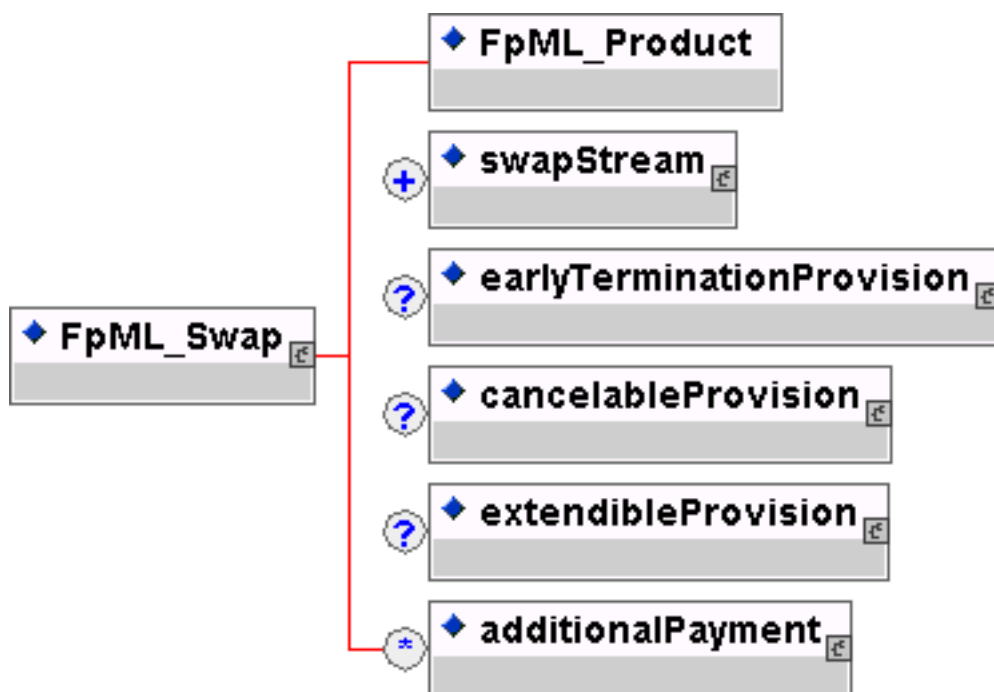 FpML_Product
+
swapStream
?
earlyTerminationProvision
FpML_Swap
?
cancelableProvision
?
extendibleProvision
*
additionalPayment